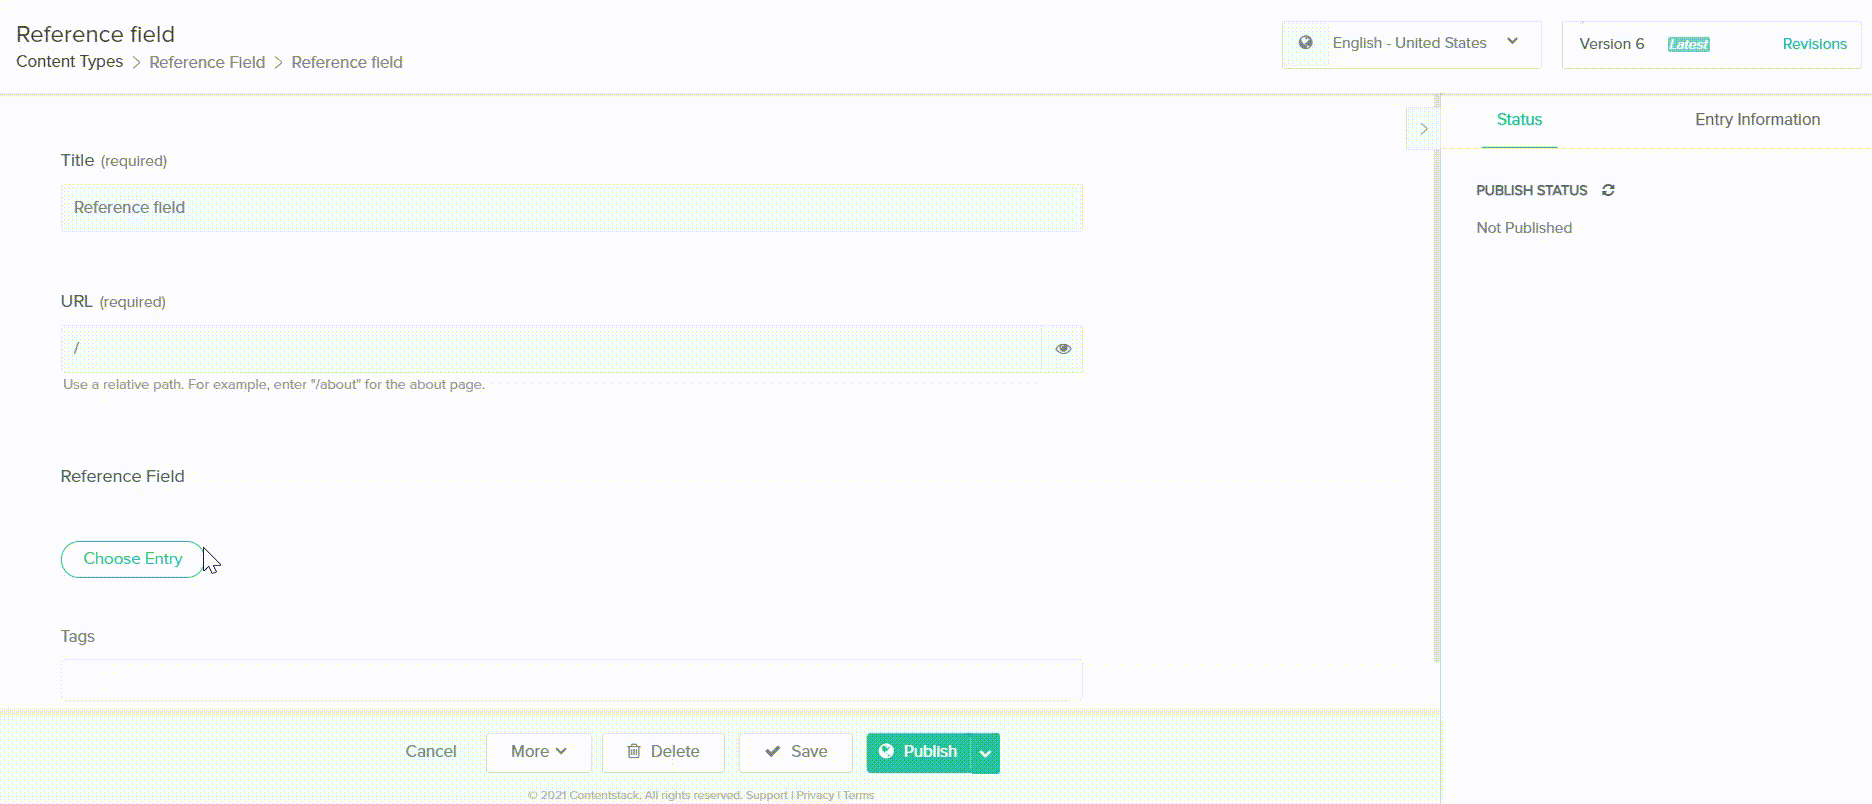 Reference field
Content Types > Reference Field > Reference field
English - United States
Version 6 Latest Revisions
Status Entry Information
PUBLISH STATUS
Not Published
Title (required)
Reference field
URL (required)
/
Use a relative path. For example, enter "/about" for the about page.
Reference Field
Choose Entry
Tags
Cancel More Delete Save Publish
© 2021 Contentstack. All rights reserved. Support | Privacy | Terms